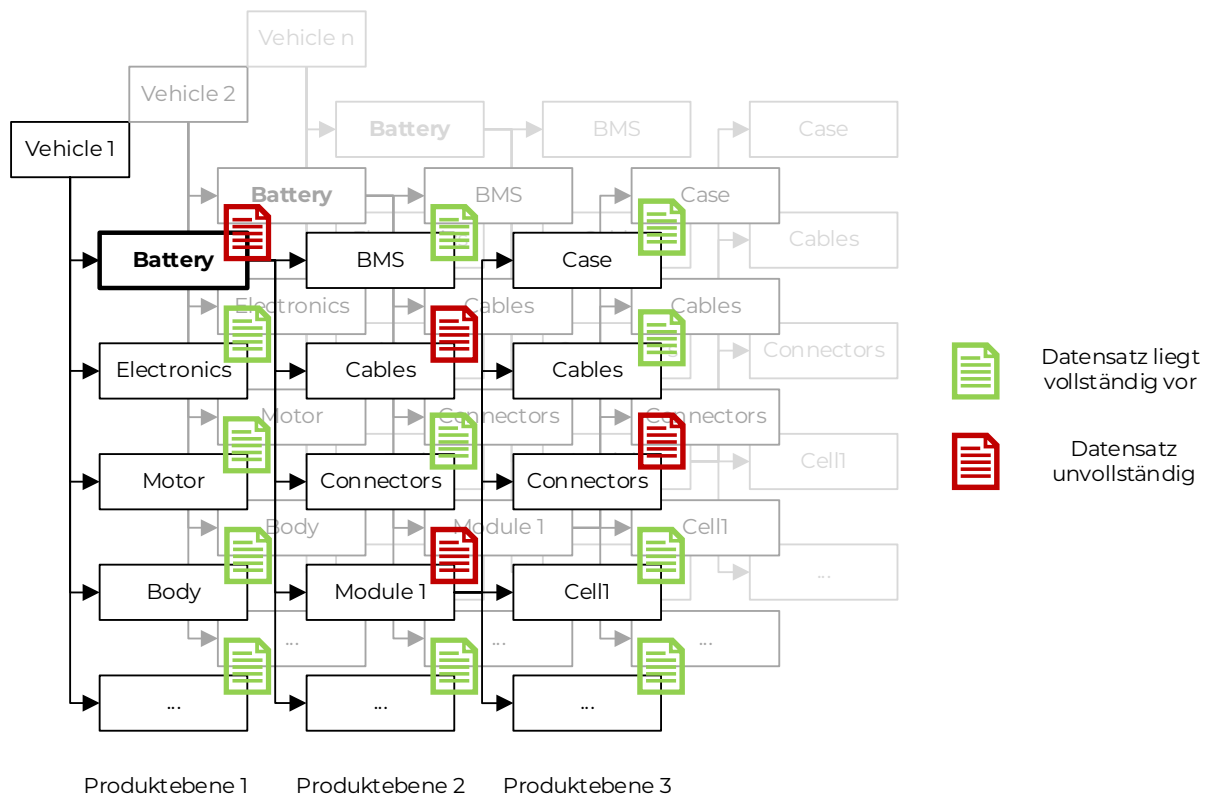 Vehicle n
Vehicle 2
Vehicle 1
Battery
BMS
Case
Battery
BMS
Case
Cables
Battery
BMS
Case
Electronics
Cables
Cables
Connectors
Electronics
Cables
Cables
Motor
Connectors
Connectors
Cell1
Motor
Connectors
Connectors
Body
Module 1
Cell1
...
Body
Module 1
Cell1
...
...
...
...
...
...
Datensatz liegt
vollständig vor
Datensatz
unvollständig
Produktebene 1
Produktebene 2
Produktebene 3